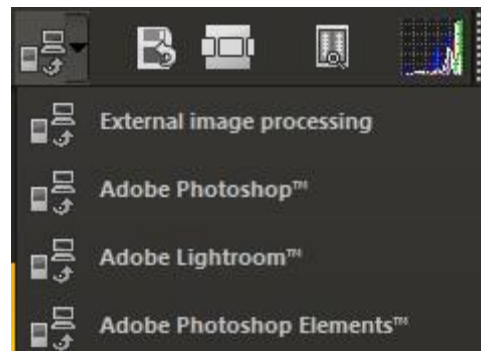 External image processing
Adobe Photoshop™
Adobe Lightroom™
Adobe Photoshop Elements™